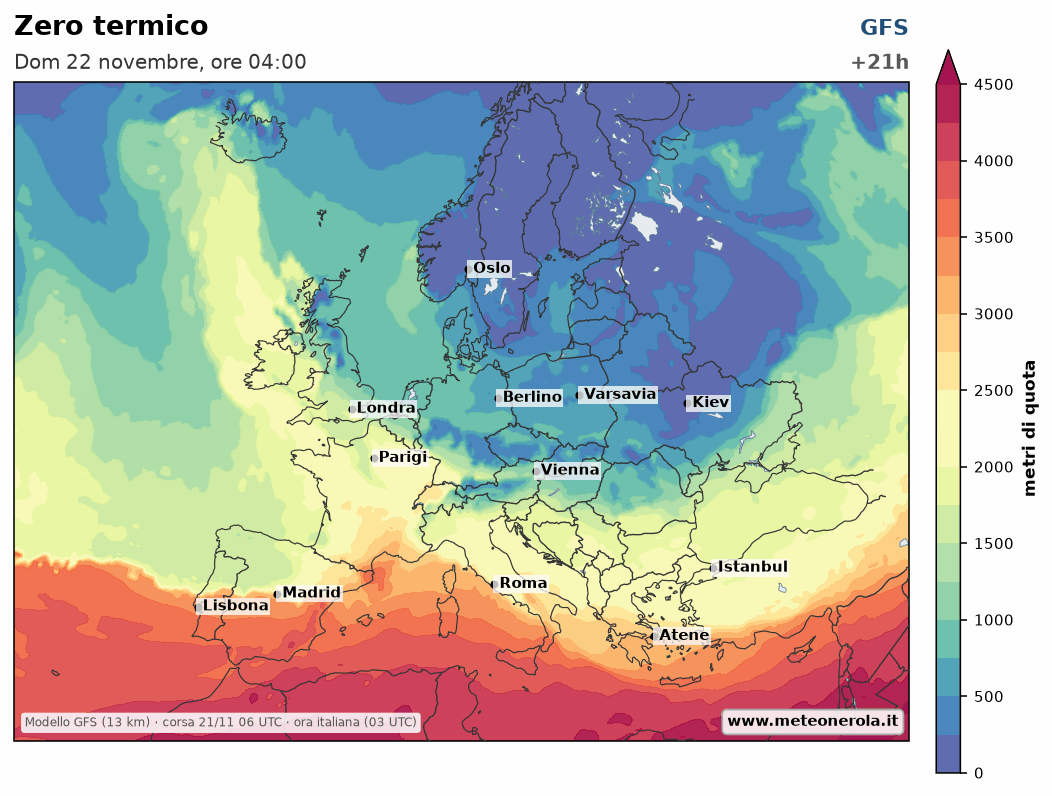 Zero termico
GFS
Dom 22 novembre, ore 04:00
+21h
4500
4000
3500
3000
2500
2000
1500
1000
500
0
metri di quota
Oslo
Berlino
Varsavia
Kiev
Londra
Parigi
Vienna
Istanbul
Roma
Madrid
Lisbona
Atene
Modello GFS (13 km) · corsa 21/11 06 UTC · ora italiana (03 UTC)
www.meteonerola.it